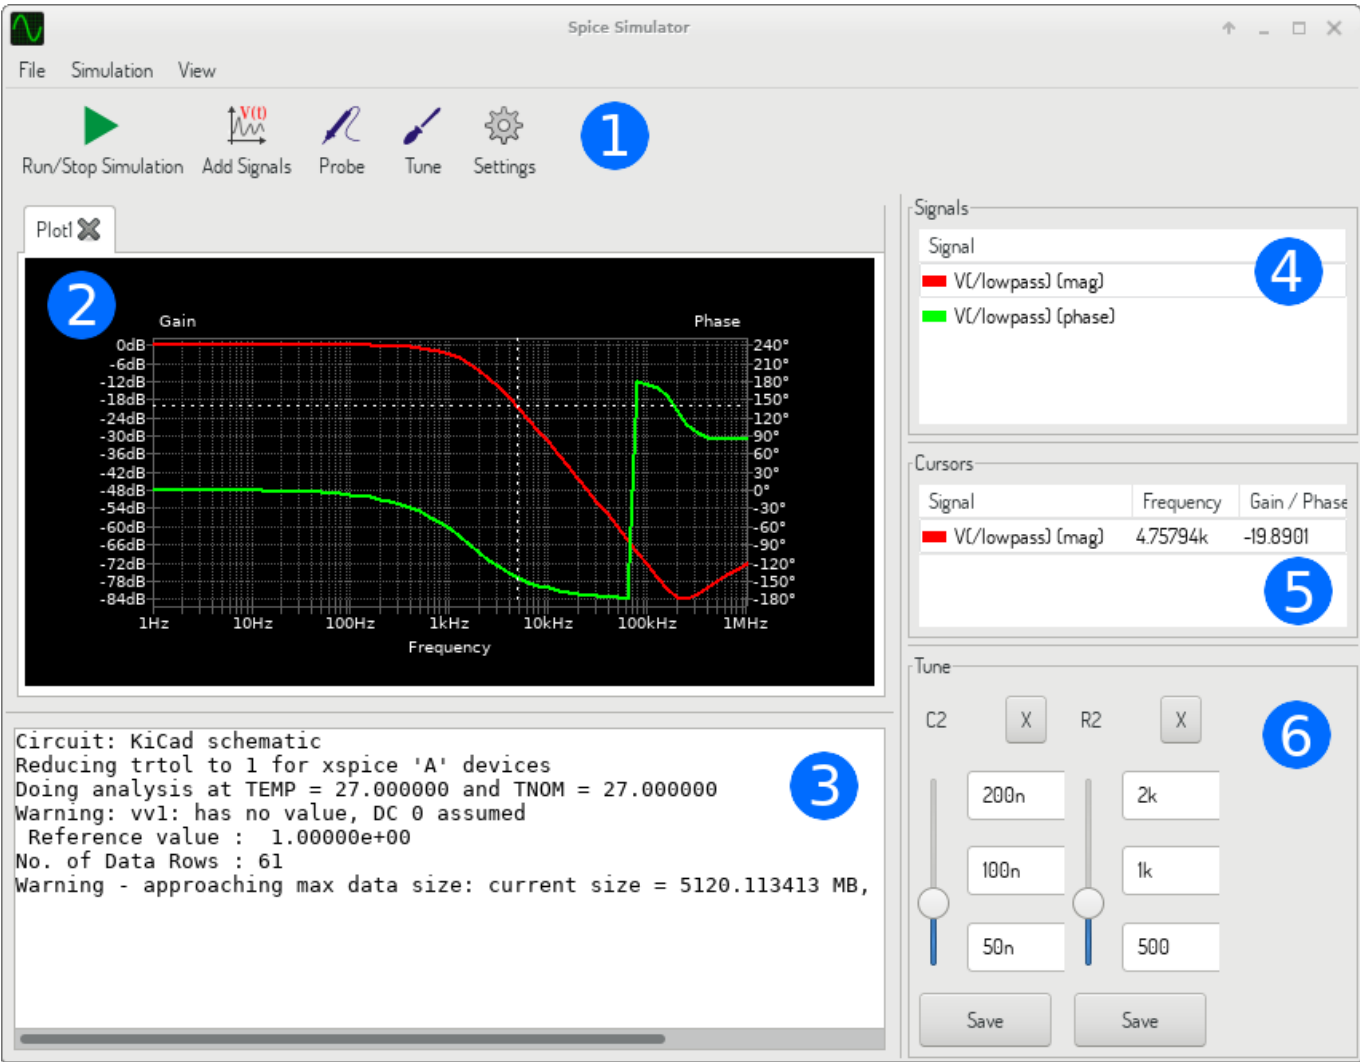 Spice Simulator
File Simulation View
Run/Stop Simulation Add Signals Probe Tune Settings
1
Plot1
2
Gain Phase
0dB 240°
-6dB 210°
-12dB 180°
-18dB 150°
-24dB 120°
-30dB 90°
-36dB 60°
-42dB 30°
-48dB 0°
-54dB -30°
-60dB -60°
-66dB -90°
-72dB -120°
-78dB -150°
-84dB -180°
1Hz 10Hz 100Hz 1kHz 10kHz 100kHz 1MHz
Frequency
Circuit: KiCad schematic
Reducing trtol to 1 for xspice 'A' devices
Doing analysis at TEMP = 27.000000 and TNOM = 27.000000
Warning: vv1: has no value, DC 0 assumed
Reference value : 1.00000e+00
No. of Data Rows : 61
Warning - approaching max data size: current size = 5120.113413 MB,
3
Signals
Signal
V(/lowpass) (mag)
V(/lowpass) (phase)
4
Cursors
Signal Frequency Gain / Phase
V(/lowpass) (mag) 4.75794k -19.8901
5
Tune
C2 X R2 X
6
200n 2k
100n 1k
50n 500
Save Save
V(t)